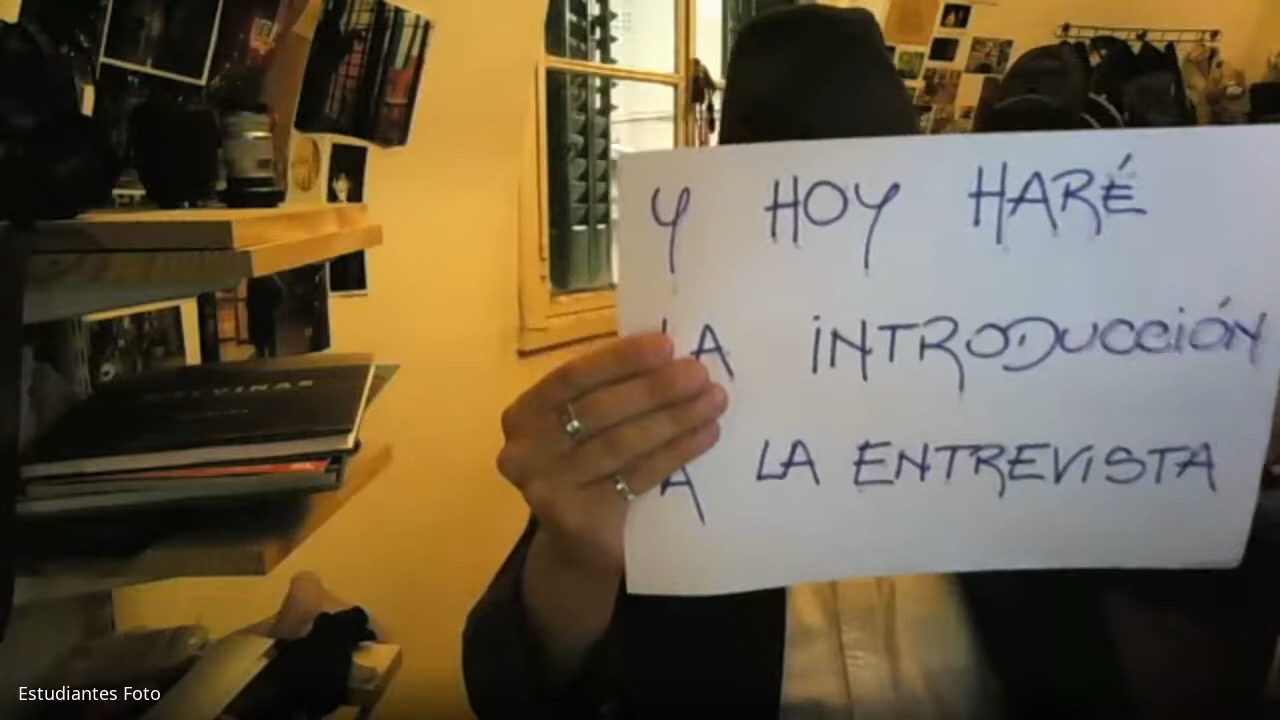 Y HOY HARÉ
LA INTRODUCCIÓN
A LA ENTREVISTA
Estudiantes Foto